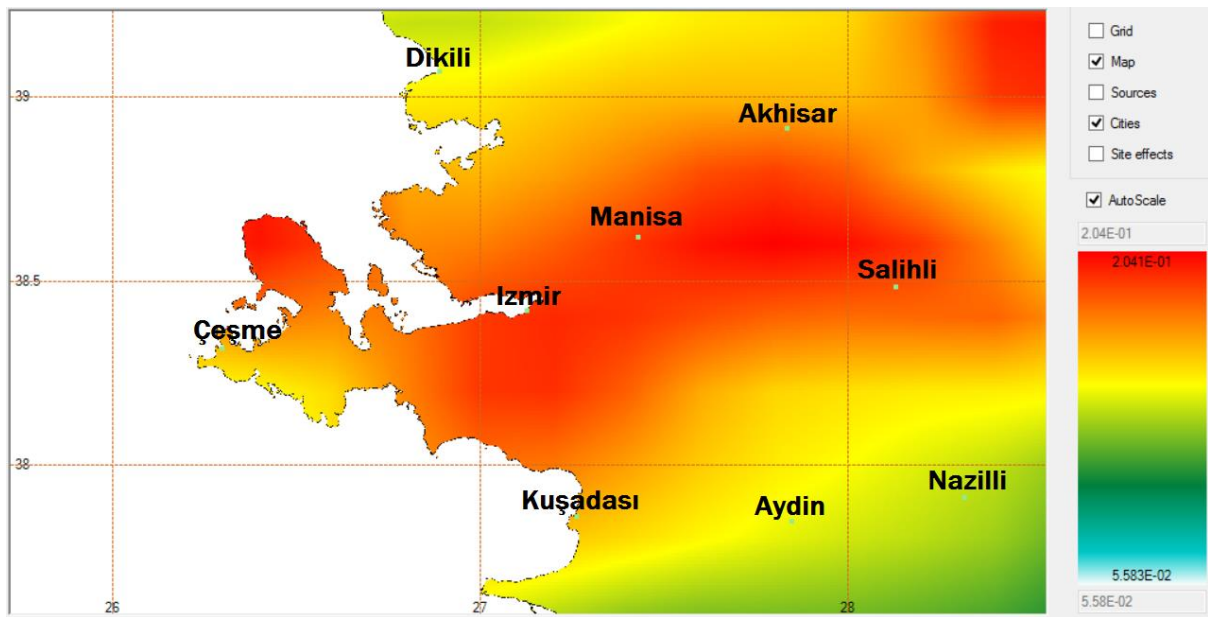 Dikili
39
Akhisar
Manisa
38.5
Salihli
Izmir
Çeşme
38
Kuşadası
Aydin
Nazilli
26
27
28
Grid
Map
Sources
Cities
Site effects
AutoScale
2.04E-01
2.041E-01
5.583E-02
5.58E-02